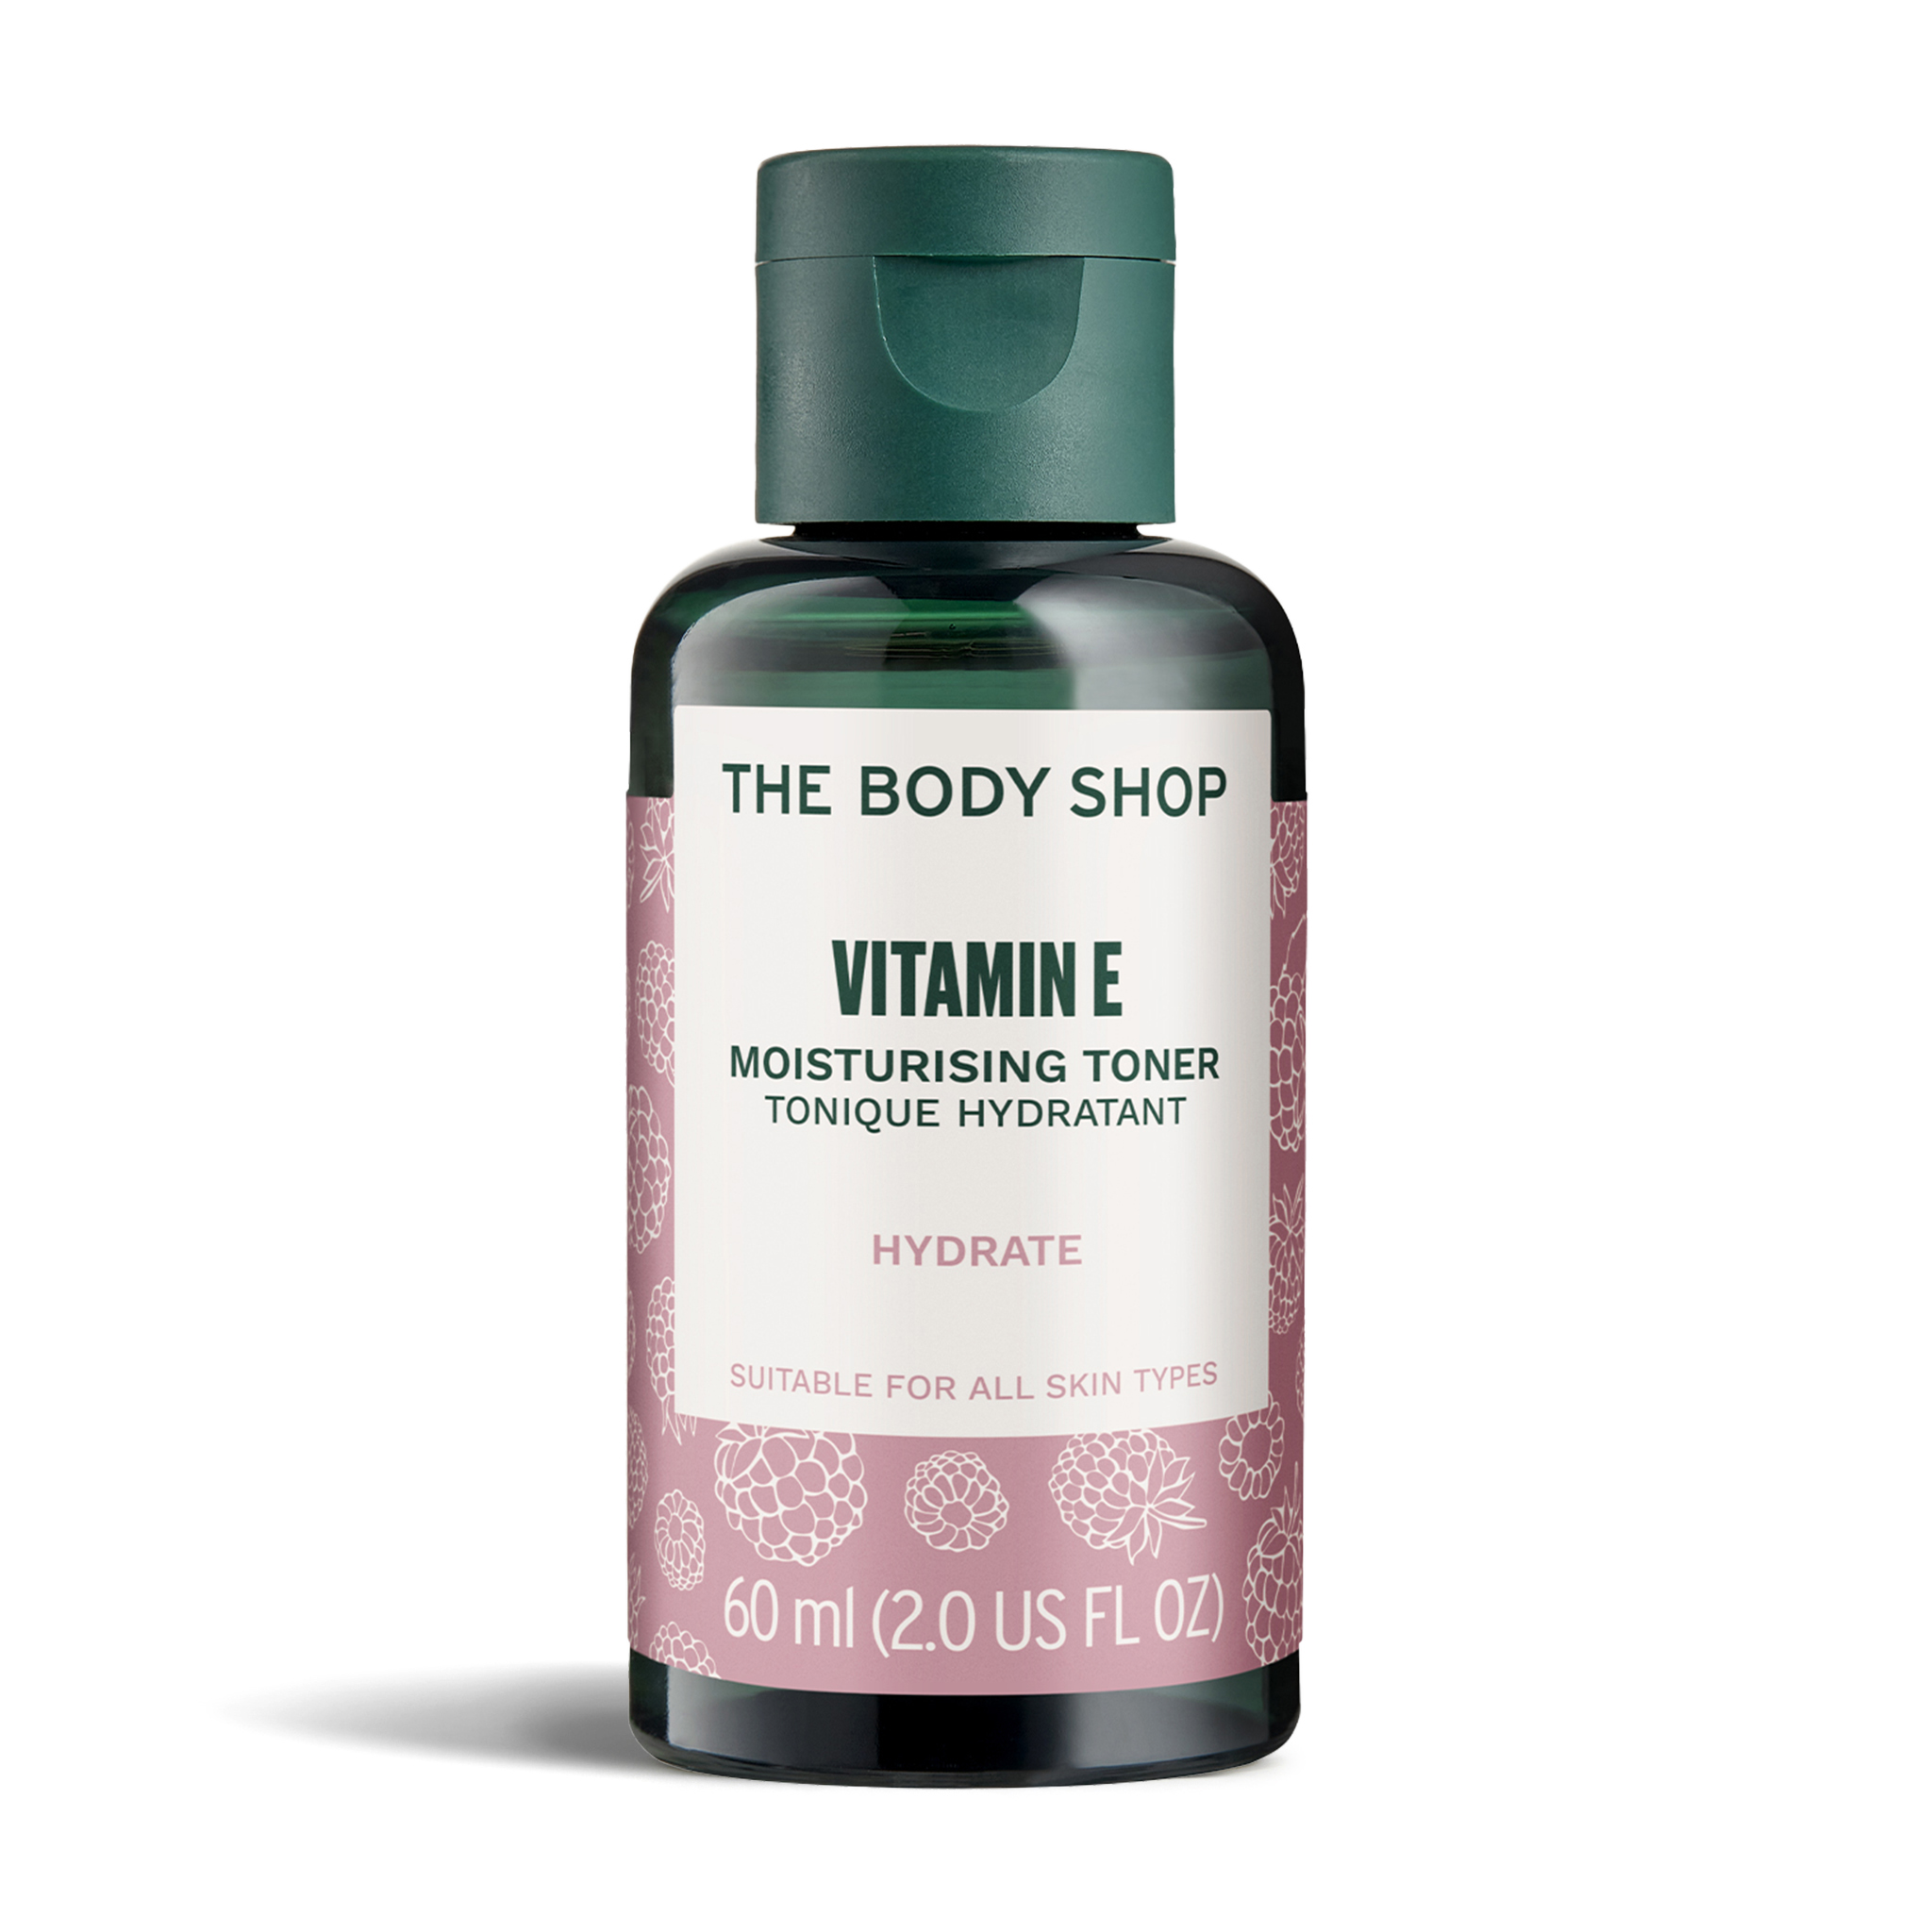 THE BODY SHOP
VITAMIN E
MOISTURISING TONER
TONIQUE HYDRATANT
HYDRATE
SUITABLE FOR ALL SKIN TYPES
60 ml (2.0 US FL OZ)